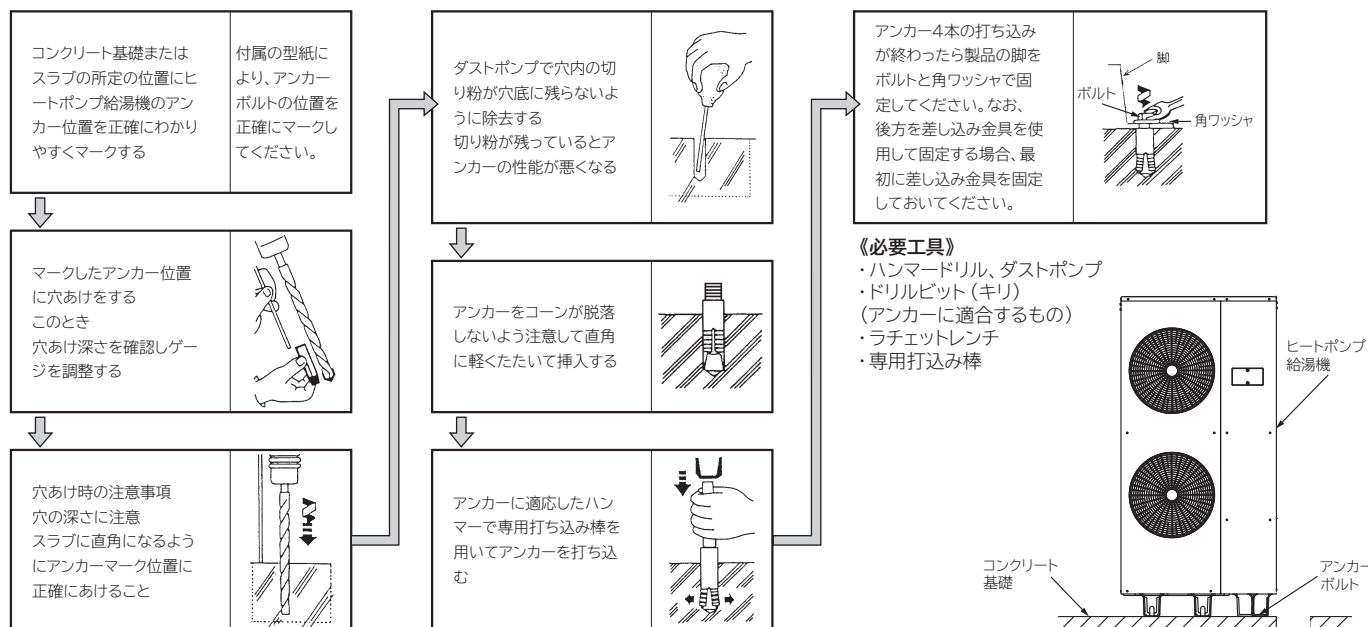 コンクリート基礎または
スラブの所定の位置にヒ
ートポンプ給湯機のアン
カー位置を正確にわかり
やすくマークする
付属の型紙に
より、アンカー
ボルトの位置を
正確にマークし
てください。
マークしたアンカー位置
に穴あけをする
このとき
穴あけ深さを確認しゲー
ジを調整する
穴あけ時の注意事項
穴の深さに注意
スラブに直角になるよう
にアンカーマーク位置に
正確にあけること
ダストポンプで穴内の切
り粉が穴底に残らないよ
うに除去する
切り粉が残っているとア
ンカーの性能が悪くなる
アンカーをコーンが脱落
しないよう注意して直角
に軽くたたいて挿入する
アンカーに適応したハン
マーで専用打ち込み棒を
用いてアンカーを打ち込
む
アンカー4本の打ち込み
が終わったら製品の脚を
ボルトと角ワッシャで固
定してください。なお、
後方を差し込み金具を使
用して固定する場合、最
初に差し込み金具を固定
しておいてください。
脚
ボルト
角ワッシャ
《必要工具》
・ハンマードリル、ダストポンプ
・ドリルビット（キリ）
（アンカーに適合するもの）
・ラチェットレンチ
・専用打込み棒
ヒートポンプ
給湯機
コンクリート
基礎
アンカー
ボルト